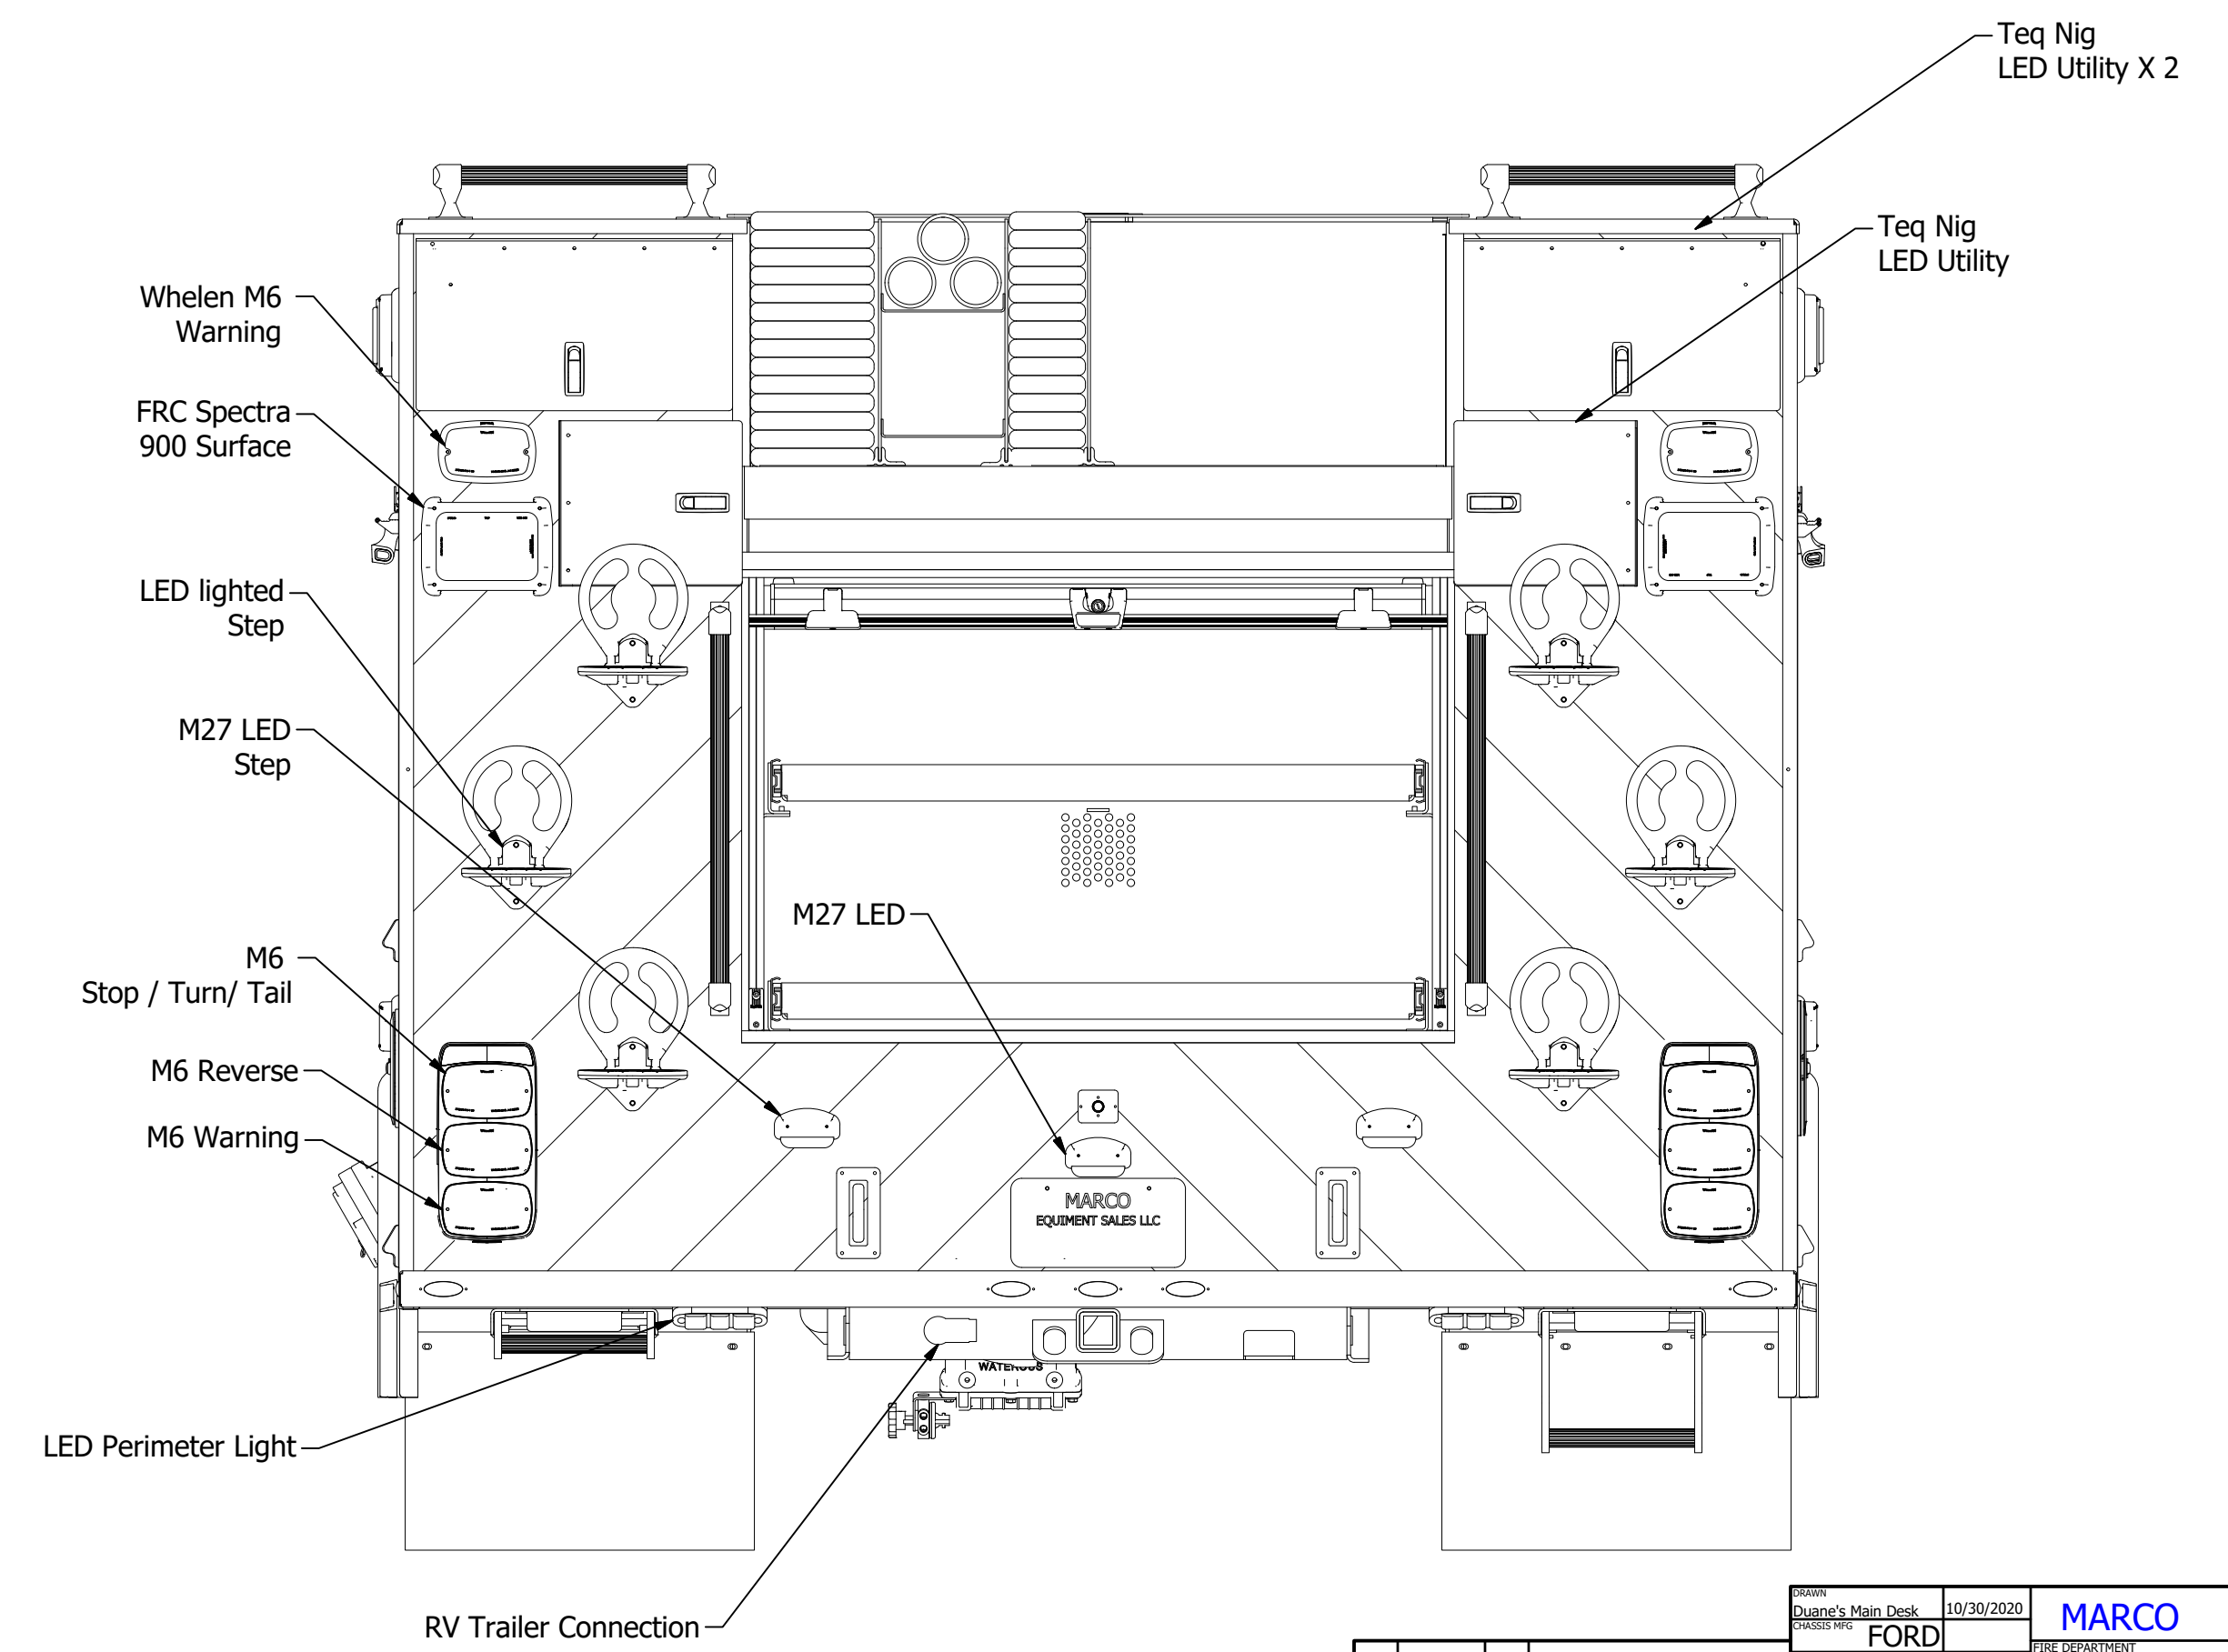 Teq Nig
LED Utility X 2
Teq Nig
LED Utility
Whelen M6
Warning
FRC Spectra
900 Surface
LED lighted
Step
M27 LED
Step
M27 LED
M6
Stop / Turn/ Tail
M6 Reverse
M6 Warning
MARCO
EQUIMENT SALES LLC
WATEROUS
LED Perimeter Light
RV Trailer Connection
DRAWN
Duane's Main Desk
10/30/2020
MARCO
CHASSIS MFG
FORD
FIRE DEPARTMENT